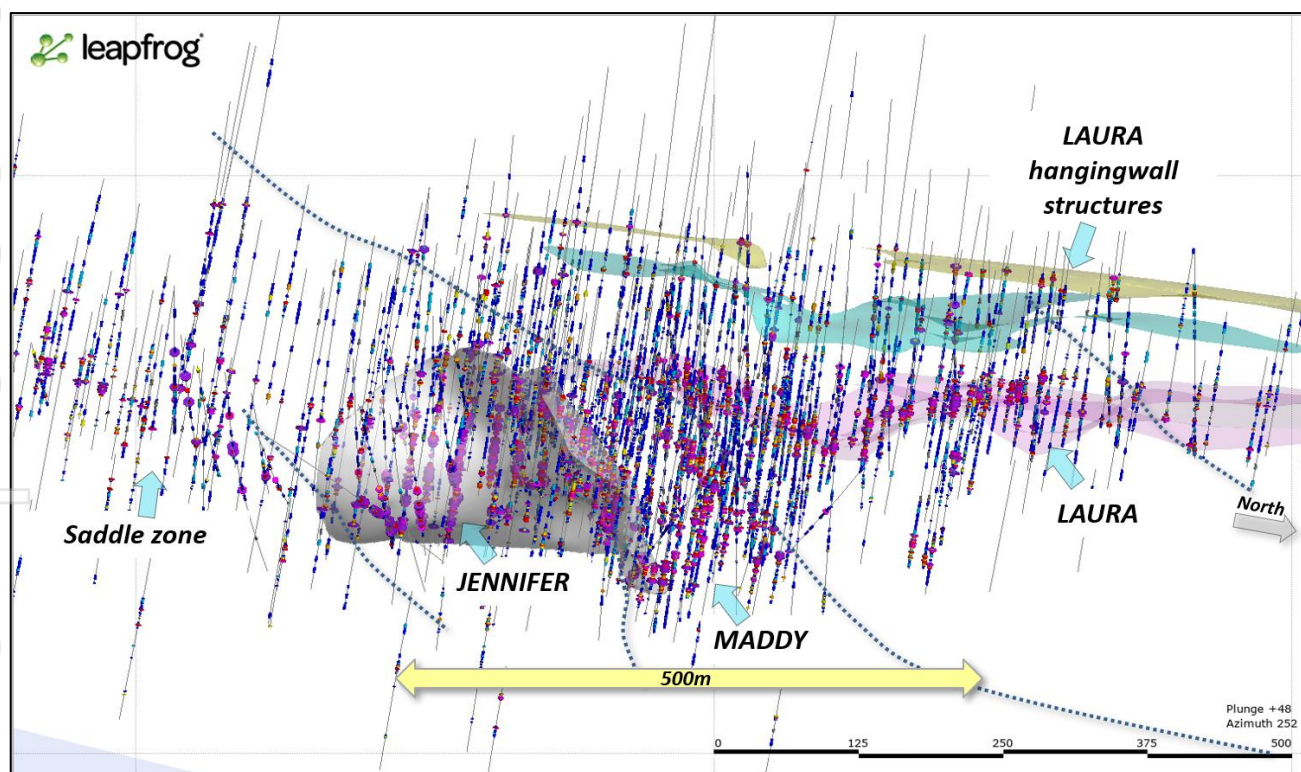 leapfrog
LAURA
hangingwall
structures
Saddle zone
JENNIFER
MADDY
LAURA
North
500m
Plunge +48
Azimuth 252
0 125 250 375 500